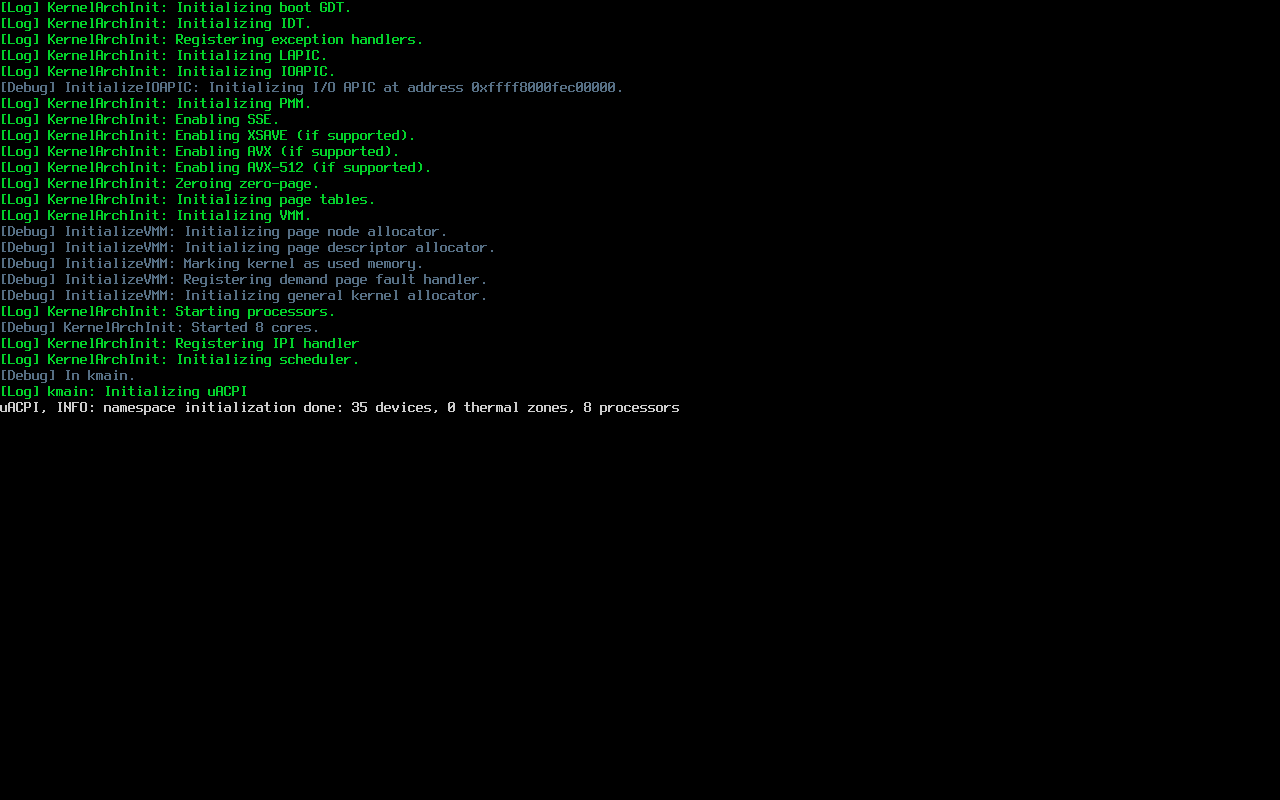 [Log] KernelArchInit: Initializing boot GDT.
[Log] KernelArchInit: Initializing IDT.
[Log] KernelArchInit: Registering exception handlers.
[Log] KernelArchInit: Initializing LAPIC.
[Log] KernelArchInit: Initializing IOAPIC.
[Debug] InitializeIOAPIC: Initializing I/O APIC at address 0xffff8000fec00000.
[Log] KernelArchInit: Initializing PMM.
[Log] KernelArchInit: Enabling SSE.
[Log] KernelArchInit: Enabling XSAVE (if supported).
[Log] KernelArchInit: Enabling AVX (if supported).
[Log] KernelArchInit: Enabling AVX-512 (if supported).
[Log] KernelArchInit: Zeroing zero-page.
[Log] KernelArchInit: Initializing page tables.
[Log] KernelArchInit: Initializing VMM.
[Debug] InitializeVMM: Initializing page node allocator.
[Debug] InitializeVMM: Initializing page descriptor allocator.
[Debug] InitializeVMM: Marking kernel as used memory.
[Debug] InitializeVMM: Registering demand page fault handler.
[Debug] InitializeVMM: Initializing general kernel allocator.
[Log] KernelArchInit: Starting processors.
[Debug] KernelArchInit: Started 8 cores.
[Log] KernelArchInit: Registering IPI handler
[Log] KernelArchInit: Initializing scheduler.
[Debug] In kmain.
[Log] kmain: Initializing uACPI
uACPI, INFO: namespace initialization done: 35 devices, 0 thermal zones, 8 processors